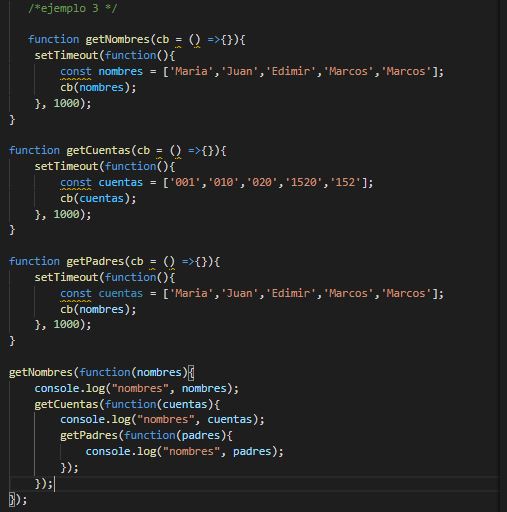 /*ejemplo 3 */
function getNombres(cb = () =>{}){
setTimeout(function(){
const nombres = ['Maria','Juan','Edimir','Marcos','Marcos'];
cb(nombres);
}, 1000);
}
function getCuentas(cb = () =>{}){
setTimeout(function(){
const cuentas = ['001','010','020','1520','152'];
cb(cuentas);
}, 1000);
}
function getPadres(cb = () =>{}){
setTimeout(function(){
const cuentas = ['Maria','Juan','Edimir','Marcos','Marcos'];
cb(nombres);
}, 1000);
}
getNombres(function(nombres){
console.log("nombres", nombres);
getCuentas(function(cuentas){
console.log("nombres", cuentas);
getPadres(function(padres){
console.log("nombres", padres);
});
});
});